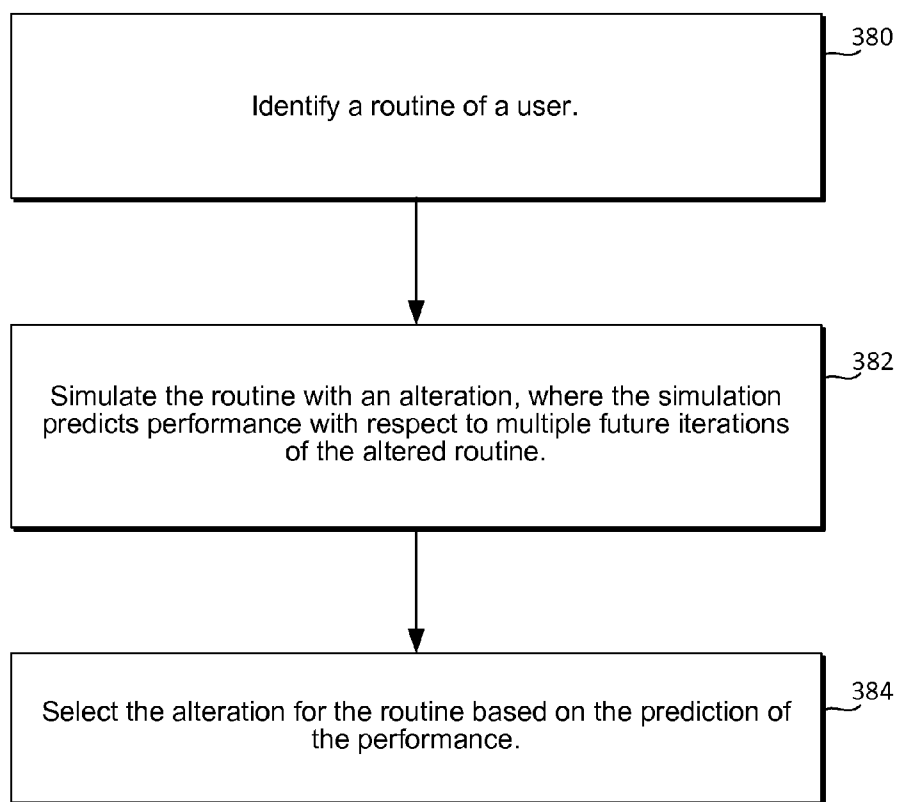 380
Identify a routine of a user.
382
Simulate the routine with an alteration, where the simulation
predicts performance with respect to multiple future iterations
of the altered routine.
384
Select the alteration for the routine based on the prediction of
the performance.